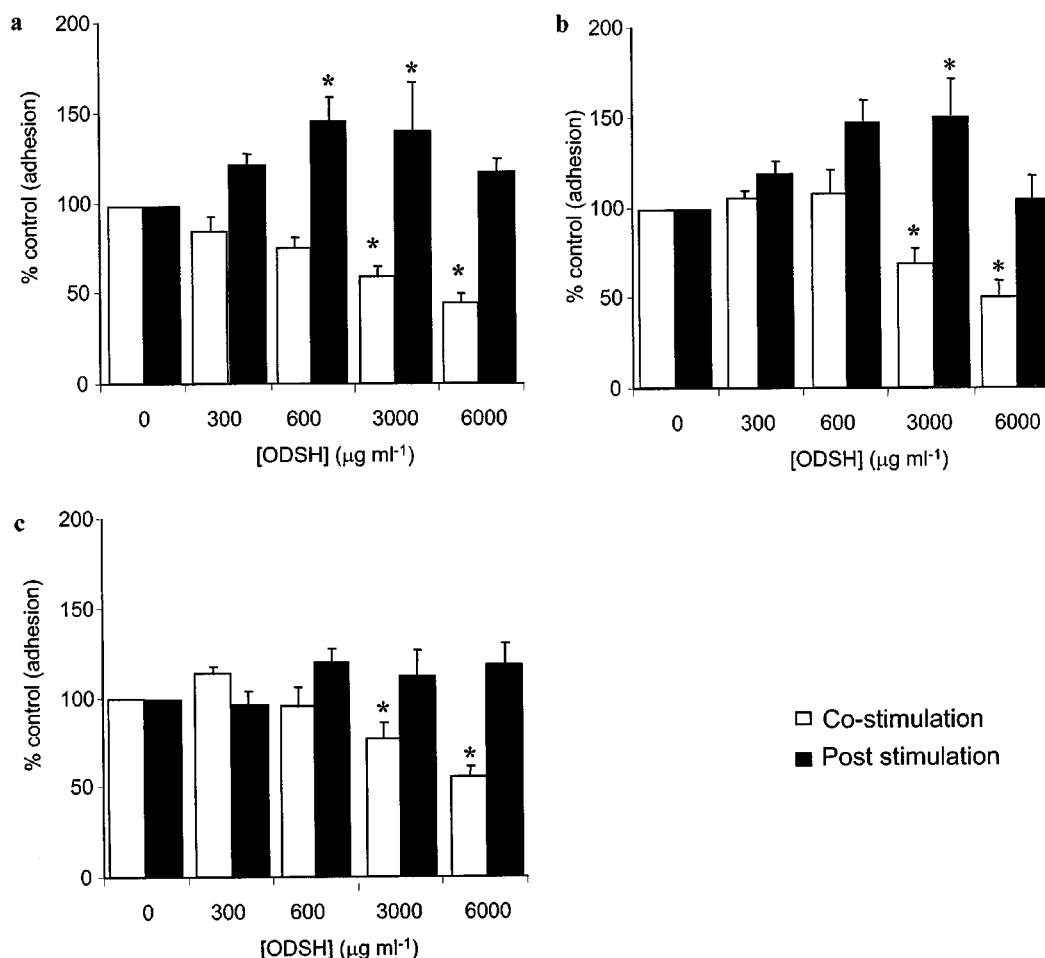 a
200
150
100
50
0
% control (adhesion)
* * * *
0 300 600 3000 6000
[ODSH] (μg ml⁻¹)
b
200
150
100
50
0
% control (adhesion)
* * *
0 300 600 3000 6000
[ODSH] (μg ml⁻¹)
c
200
150
100
50
0
% control (adhesion)
* *
0 300 600 3000 6000
[ODSH] (μg ml⁻¹)
Co-stimulation
Post stimulation